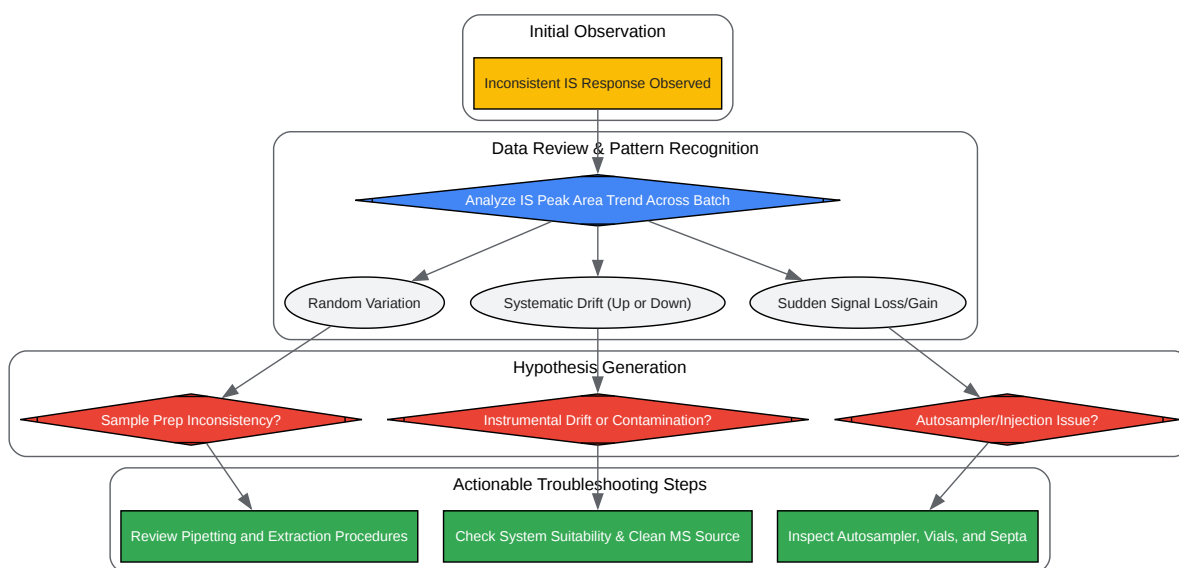 Initial Observation
Inconsistent IS Response Observed
Data Review & Pattern Recognition
Analyze IS Peak Area Trend Across Batch
Random Variation
Systematic Drift (Up or Down)
Sudden Signal Loss/Gain
Hypothesis Generation
Sample Prep Inconsistency?
Instrumental Drift or Contamination?
Autosampler/Injection Issue?
Actionable Troubleshooting Steps
Review Pipetting and Extraction Procedures
Check System Suitability & Clean MS Source
Inspect Autosampler, Vials, and Septa